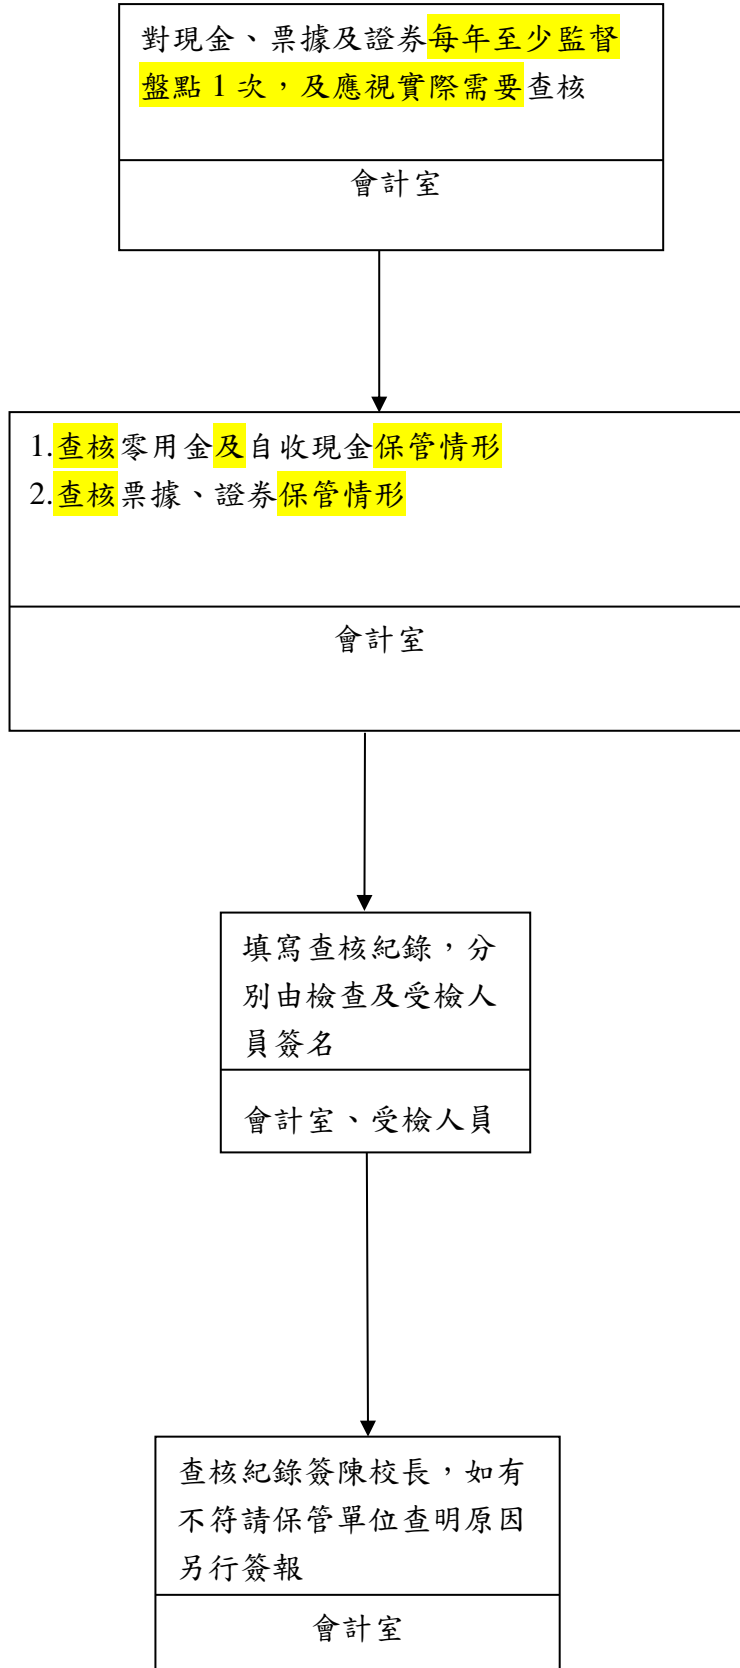 對現金、票據及證券每年至少監督
盤點 1 次，及應視實際需要查核
會計室
1.查核零用金及自收現金保管情形
2.查核票據、證券保管情形
會計室
填寫查核紀錄，分
別由檢查及受檢人
員簽名
會計室、受檢人員
查核紀錄簽陳校長，如有
不符請保管單位查明原因
另行簽報
會計室